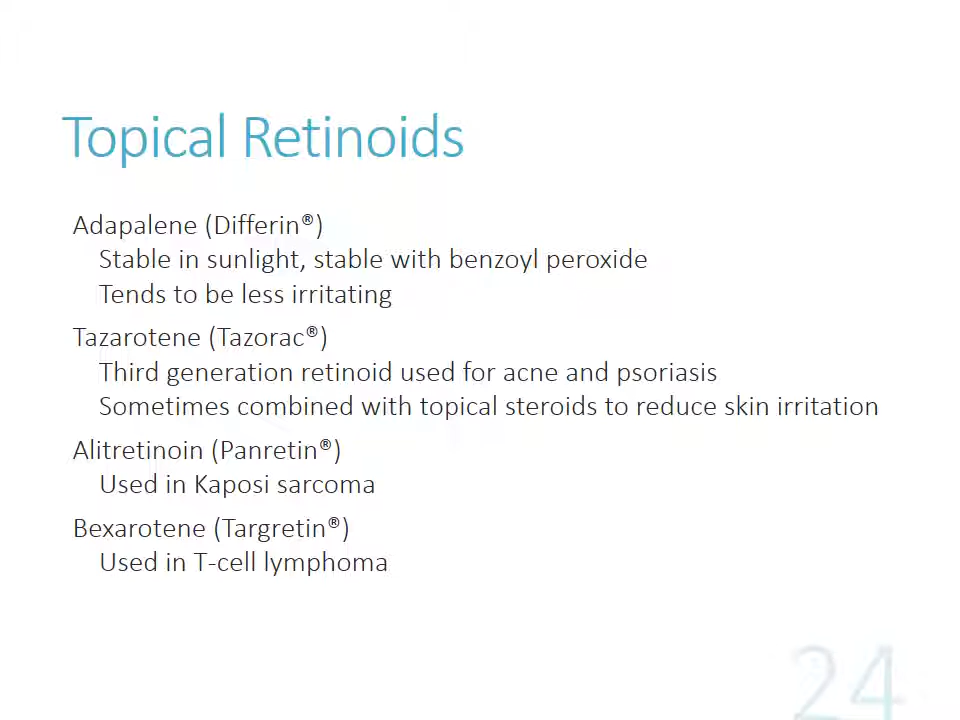 Topical Retinoids
Adapalene (Differin®)
Stable in sunlight, stable with benzoyl peroxide
Tends to be less irritating
Tazarotene (Tazorac®)
Third generation retinoid used for acne and psoriasis
Sometimes combined with topical steroids to reduce skin irritation
Alitretinoin (Panretin®)
Used in Kaposi sarcoma
Bexarotene (Targretin®)
Used in T-cell lymphoma
24